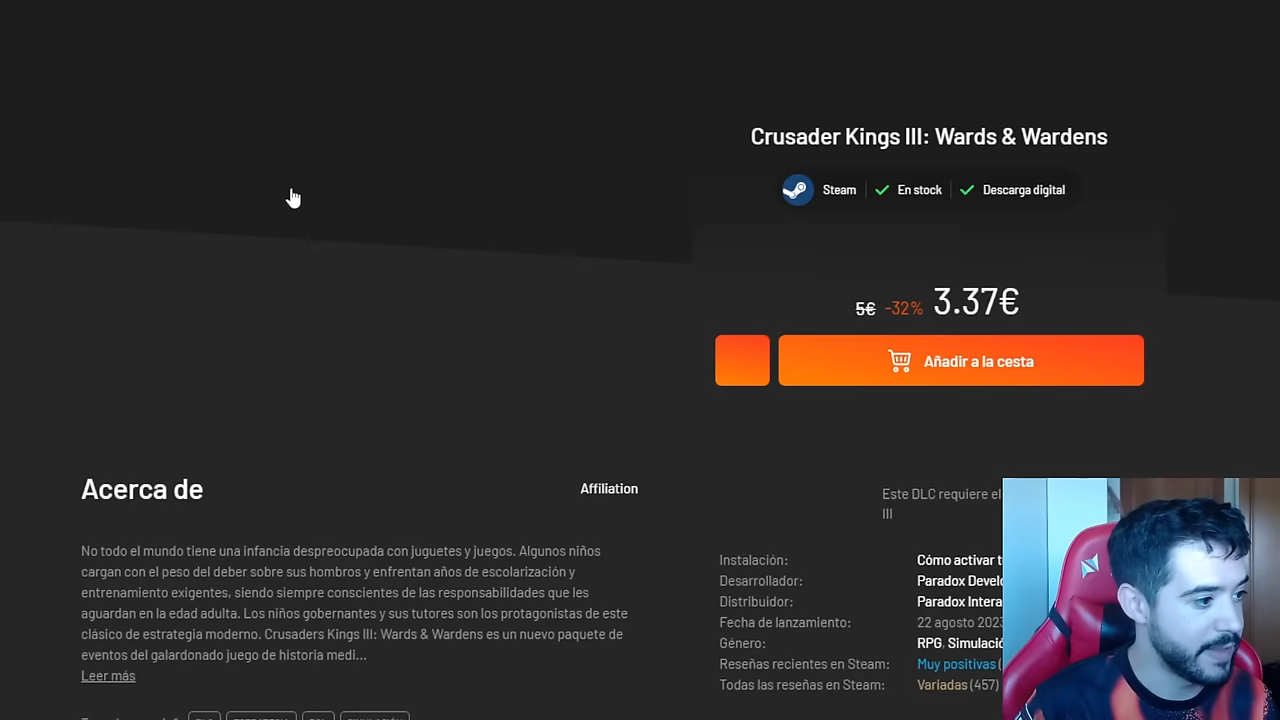 Crusader Kings III: Wards & Wardens
Steam
En stock
Descarga digital
5€ -32% 3.37€
Añadir a la cesta
Acerca de
Affiliation
No todo el mundo tiene una infancia despreocupada con juguetes y juegos. Algunos niños
cargan con el peso del deber sobre sus hombros y enfrentan años de escolarización y
entrenamiento exigentes, siendo siempre conscientes de las responsabilidades que les
aguardan en la edad adulta. Los niños gobernantes y sus tutores son los protagonistas de este
clásico de estrategia moderno. Crusaders Kings III: Wards & Wardens es un nuevo paquete de
eventos del galardonado juego de historia medi...
Leer más
Este DLC requiere el
III
Instalación: Cómo activar
Desarrollador: Paradox
Distribuidor: Paradox
Fecha de lanzamiento: 22 agosto 2023
Género: RPG, Simulació
Reseñas recientes en Steam: Muy positivas (
Todas las reseñas en Steam: Variadas (457)